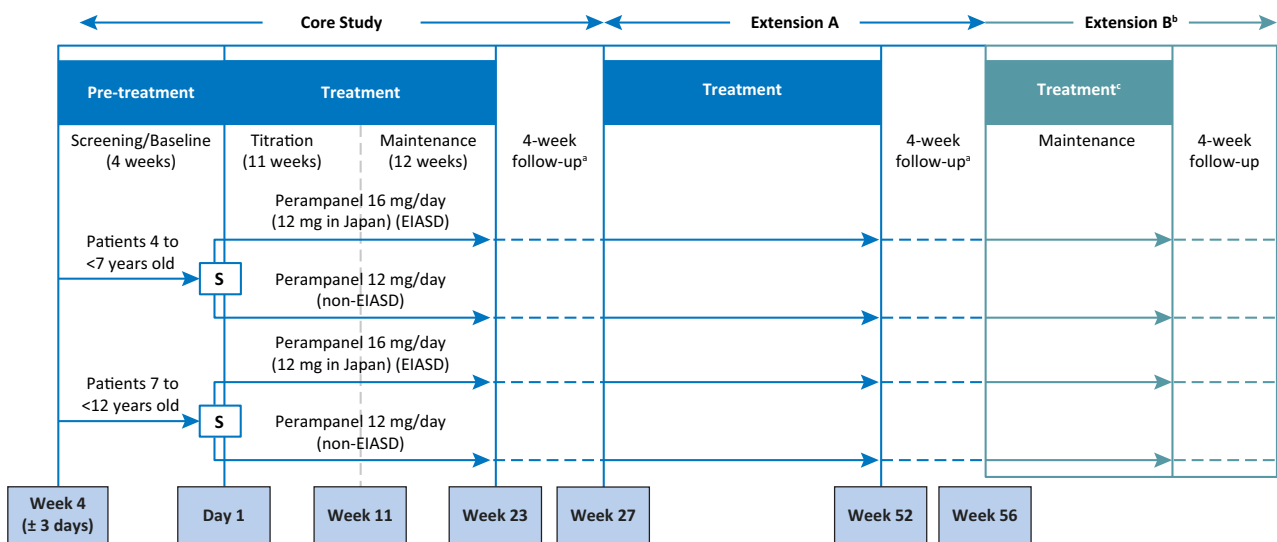 Core Study
Extension A
Extension Bᵇ
Pre-treatment
Treatment
Treatment
Treatmentᶜ
Screening/Baseline
(4 weeks)
Titration
(11 weeks)
Maintenance
(12 weeks)
4-week
follow-upᵃ
4-week
follow-upᵃ
Maintenance
4-week
follow-up
Perampanel 16 mg/day
(12 mg in Japan) (EIASD)
Patients 4 to
<7 years old
S
Perampanel 12 mg/day
(non-EIASD)
Perampanel 16 mg/day
(12 mg in Japan) (EIASD)
Patients 7 to
<12 years old
S
Perampanel 12 mg/day
(non-EIASD)
Week 4
(± 3 days)
Day 1
Week 11
Week 23
Week 27
Week 52
Week 56